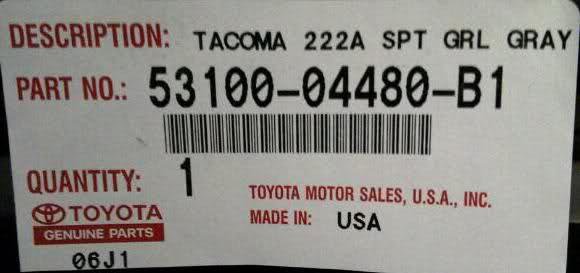 DESCRIPTION: TACOMA 222A SPT GRL GRAY
PART NO.: 53100-04480-B1
QUANTITY: 1
TOYOTA MOTOR SALES, U.S.A., INC.
TOYOTA
MADE IN: USA
GENUINE PARTS
06J1